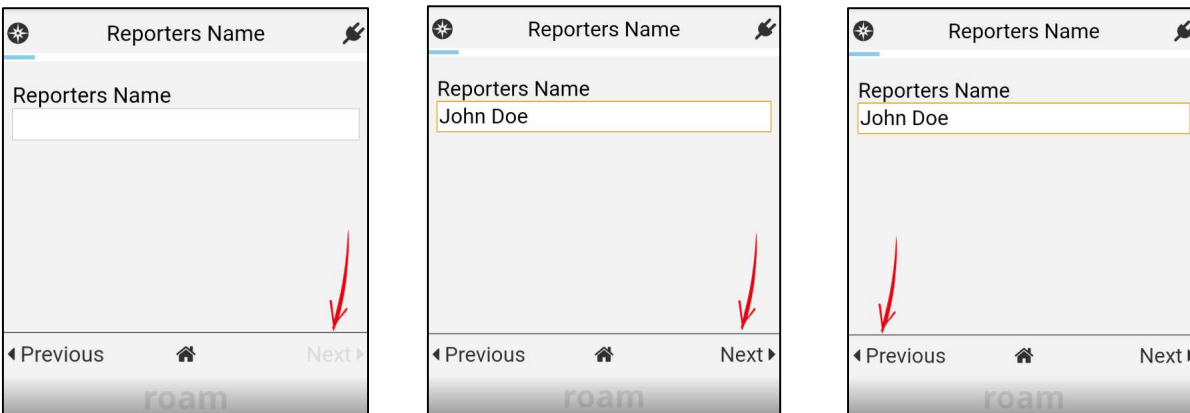 Reporters Name
Reporters Name
Previous
Next
roam
Reporters Name
Reporters Name
John Doe
Previous
Next
roam
Reporters Name
Reporters Name
John Doe
Previous
Next
roam